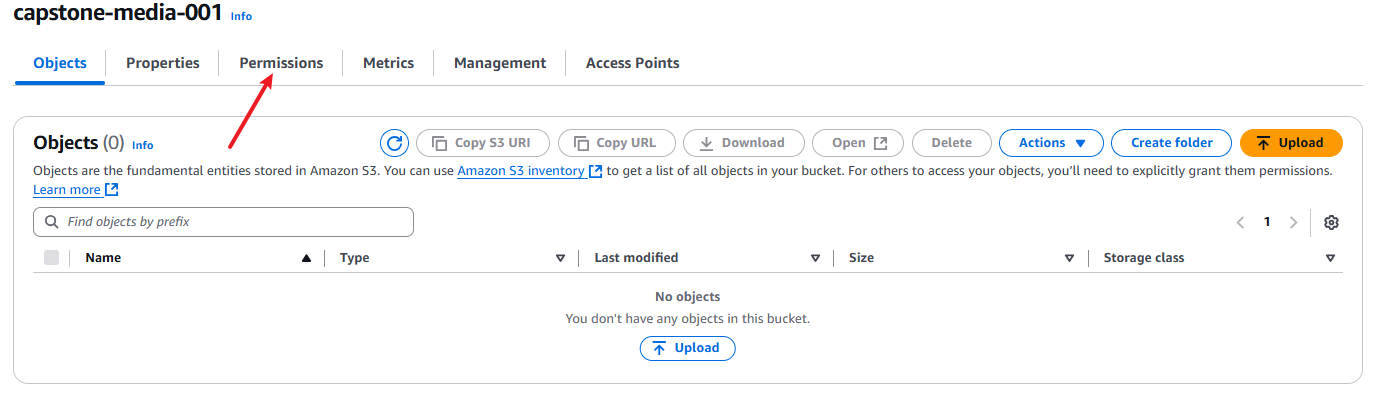 capstone-media-001 Info
Objects Properties Permissions Metrics Management Access Points
Objects (0) Info Copy S3 URI Copy URL Download Open Delete Actions Create folder Upload
Objects are the fundamental entities stored in Amazon S3. You can use Amazon S3 inventory to get a list of all objects in your bucket. For others to access your objects, you’ll need to explicitly grant them permissions.
Learn more
Find objects by prefix 1
Name Type Last modified Size Storage class
No objects
You don't have any objects in this bucket.
Upload